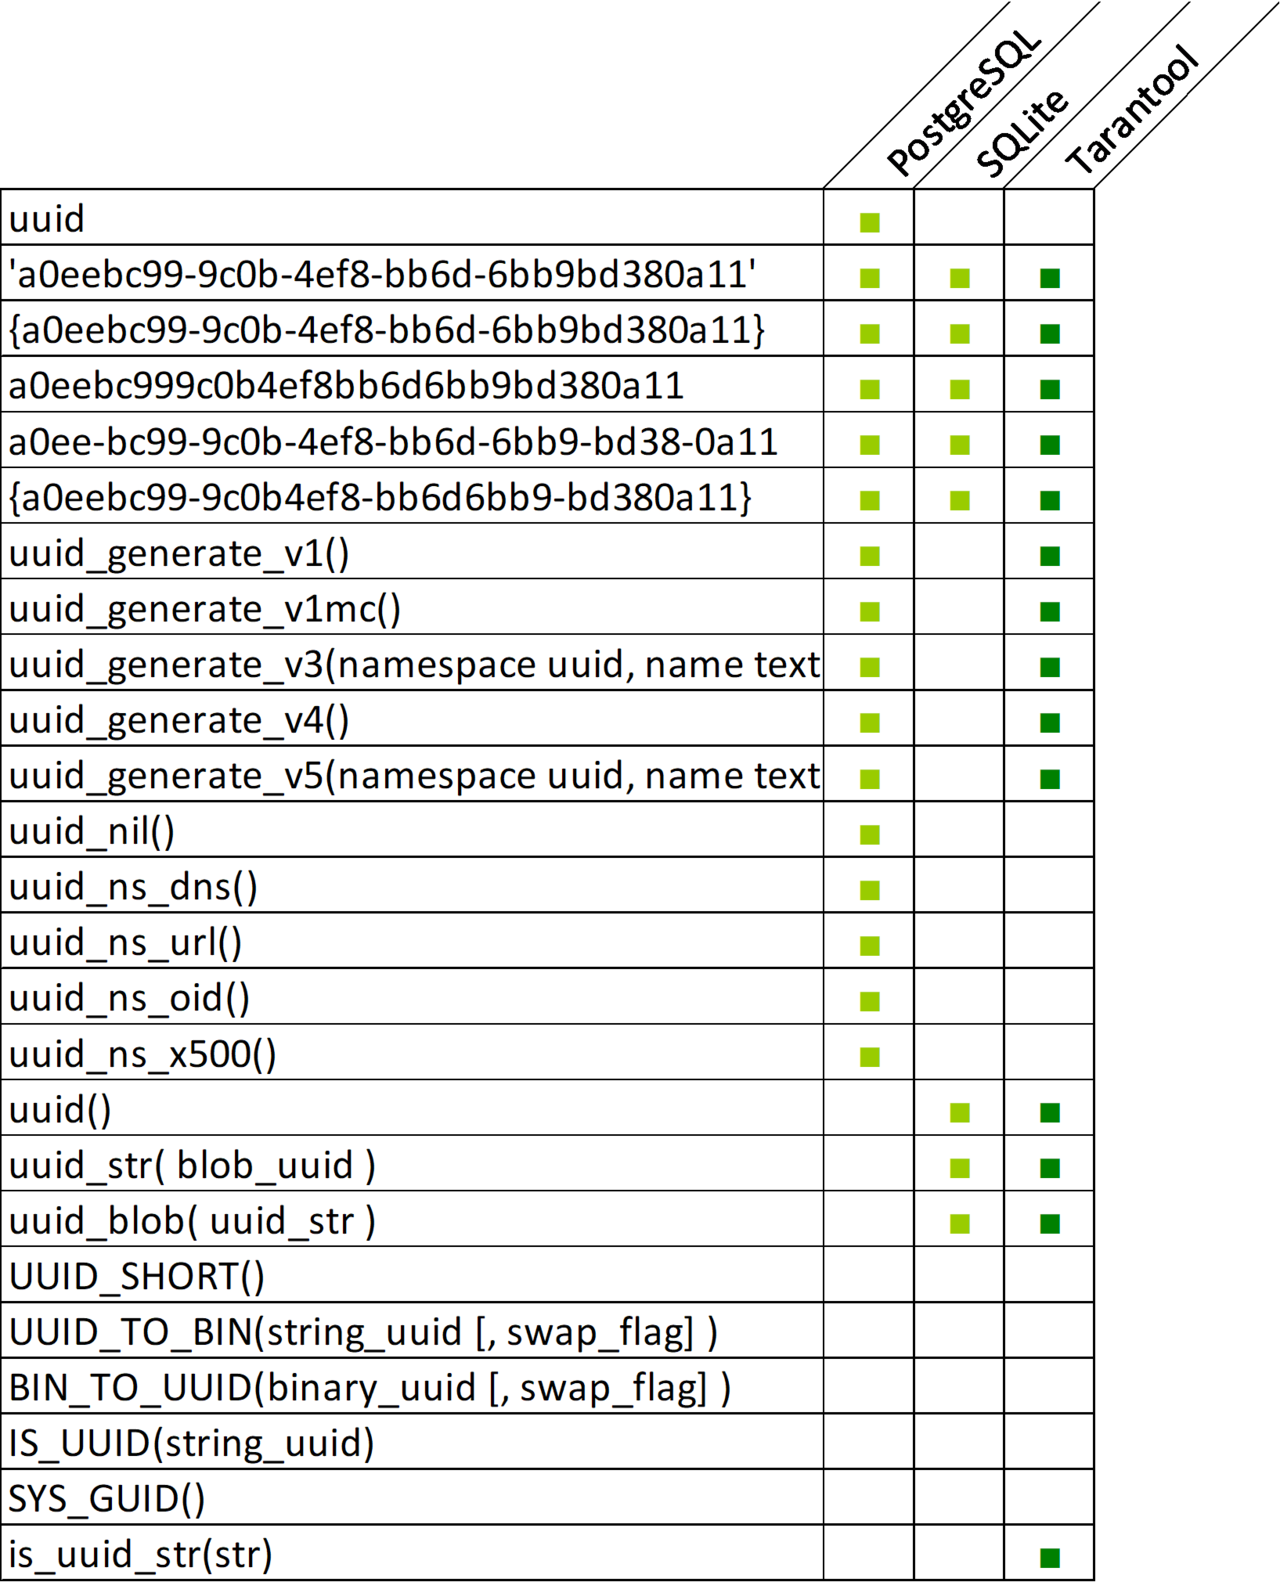 PostgreSQL
SQLite
Tarantool
uuid
'a0eebc99-9c0b-4ef8-bb6d-6bb9bd380a11'
{a0eebc99-9c0b-4ef8-bb6d-6bb9bd380a11}
a0eebc999c0b4ef8bb6d6bb9bd380a11
a0ee-bc99-9c0b-4ef8-bb6d-6bb9-bd38-0a11
{a0eebc99-9c0b4ef8-bb6d6bb9-bd380a11}
uuid_generate_v1()
uuid_generate_v1mc()
uuid_generate_v3(namespace uuid, name text
uuid_generate_v4()
uuid_generate_v5(namespace uuid, name text
uuid_nil()
uuid_ns_dns()
uuid_ns_url()
uuid_ns_oid()
uuid_ns_x500()
uuid()
uuid_str( blob_uuid )
uuid_blob( uuid_str )
UUID_SHORT()
UUID_TO_BIN(string_uuid [, swap_flag] )
BIN_TO_UUID(binary_uuid [, swap_flag] )
IS_UUID(string_uuid)
SYS_GUID()
is_uuid_str(str)